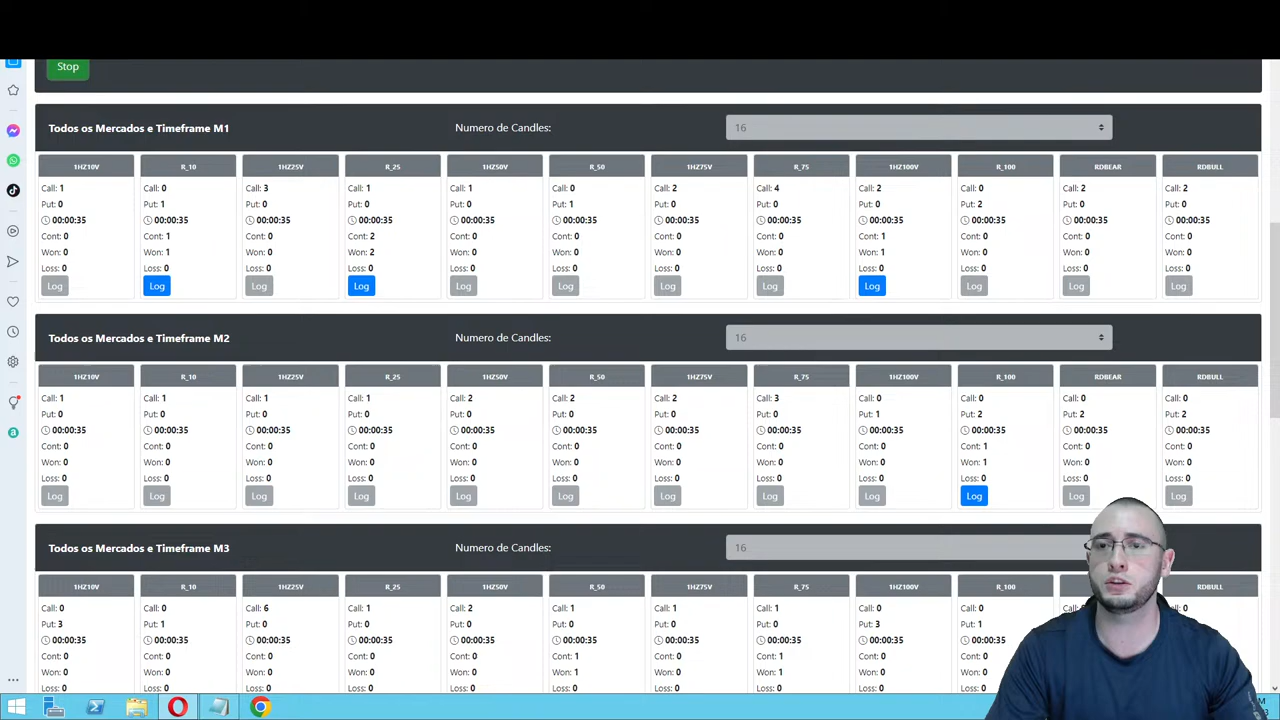 Stop
Todos os Mercados e Timeframe M1 Numero de Candles: 16
1HZ10V R_10 1HZ25V R_25 1HZ50V R_50 1HZ75V R_75 1HZ100V R_100 RDBEAR RDBULL
Call: 1 Call: 0 Call: 3 Call: 1 Call: 1 Call: 0 Call: 2 Call: 4 Call: 2 Call: 0 Call: 2 Call: 2
Put: 0 Put: 1 Put: 0 Put: 0 Put: 0 Put: 1 Put: 0 Put: 0 Put: 0 Put: 2 Put: 0 Put: 0
00:00:35 00:00:35 00:00:35 00:00:35 00:00:35 00:00:35 00:00:35 00:00:35 00:00:35 00:00:35 00:00:35 00:00:35
Cont: 0 Cont: 1 Cont: 0 Cont: 2 Cont: 0 Cont: 0 Cont: 0 Cont: 0 Cont: 1 Cont: 0 Cont: 0 Cont: 0
Won: 0 Won: 1 Won: 0 Won: 2 Won: 0 Won: 0 Won: 0 Won: 0 Won: 1 Won: 0 Won: 0 Won: 0
Loss: 0 Loss: 0 Loss: 0 Loss: 0 Loss: 0 Loss: 0 Loss: 0 Loss: 0 Loss: 0 Loss: 0 Loss: 0 Loss: 0
Log Log Log Log Log Log Log Log Log Log Log Log
Todos os Mercados e Timeframe M2 Numero de Candles: 16
1HZ10V R_10 1HZ25V R_25 1HZ50V R_50 1HZ75V R_75 1HZ100V R_100 RDBEAR RDBULL
Call: 1 Call: 1 Call: 1 Call: 1 Call: 2 Call: 2 Call: 2 Call: 3 Call: 0 Call: 0 Call: 0 Call: 0
Put: 0 Put: 0 Put: 0 Put: 0 Put: 0 Put: 0 Put: 0 Put: 0 Put: 1 Put: 2 Put: 2 Put: 2
00:00:35 00:00:35 00:00:35 00:00:35 00:00:35 00:00:35 00:00:35 00:00:35 00:00:35 00:00:35 00:00:35 00:00:35
Cont: 0 Cont: 0 Cont: 0 Cont: 0 Cont: 0 Cont: 0 Cont: 0 Cont: 0 Cont: 0 Cont: 1 Cont: 0 Cont: 0
Won: 0 Won: 0 Won: 0 Won: 0 Won: 0 Won: 0 Won: 0 Won: 0 Won: 0 Won: 1 Won: 0 Won: 0
Loss: 0 Loss: 0 Loss: 0 Loss: 0 Loss: 0 Loss: 0 Loss: 0 Loss: 0 Loss: 0 Loss: 0 Loss: 0 Loss: 0
Log Log Log Log Log Log Log Log Log Log Log Log
Todos os Mercados e Timeframe M3 Numero de Candles: 16
1HZ10V R_10 1HZ25V R_25 1HZ50V R_50 1HZ75V R_75 1HZ100V R_100 RDBULL
Call: 0 Call: 0 Call: 6 Call: 1 Call: 2 Call: 1 Call: 1 Call: 1 Call: 0 Call: 0 Call: : 0
Put: 3 Put: 1 Put: 0 Put: 0 Put: 0 Put: 0 Put: 0 Put: 0 Put: 3 Put: 1
00:00:35 00:00:35 00:00:35 00:00:35 00:00:35 00:00:35 00:00:35 00:00:35 00:00:35 00:00:35
Cont: 0 Cont: 0 Cont: 0 Cont: 0 Cont: 0 Cont: 1 Cont: 0 Cont: 1 Cont: 0 Cont: 0
Won: 0 Won: 0 Won: 0 Won: 0 Won: 0 Won: 1 Won: 0 Won: 1 Won: 0 Won: 0
Loss: 0 Loss: 0 Loss: 0 Loss: 0 Loss: 0 Loss: 0 Loss: 0 Loss: 0 Loss: 0 Loss: 0